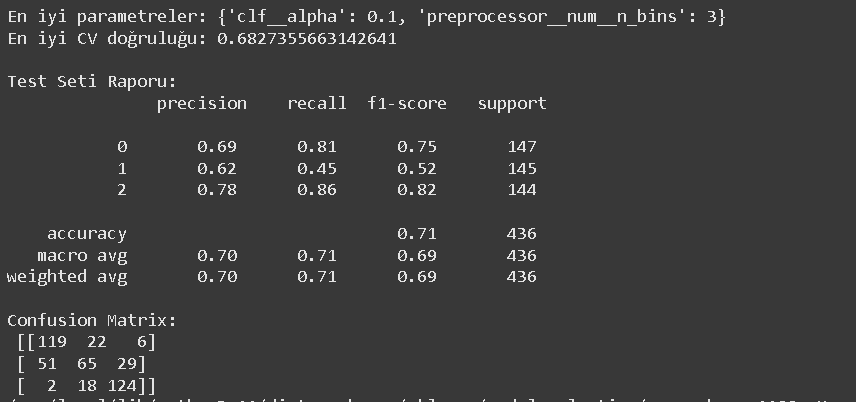 En iyi parametreler: {'clf__alpha': 0.1, 'preprocessor__num__n_bins': 3}
En iyi CV doğruluğu: 0.6827355663142641
Test Seti Raporu:
precision recall f1-score support
0 0.69 0.81 0.75 147
1 0.62 0.45 0.52 145
2 0.78 0.86 0.82 144
accuracy 0.71 436
macro avg 0.70 0.71 0.69 436
weighted avg 0.70 0.71 0.69 436
Confusion Matrix:
[[119 22 6]
[ 51 65 29]
[ 2 18 124]]